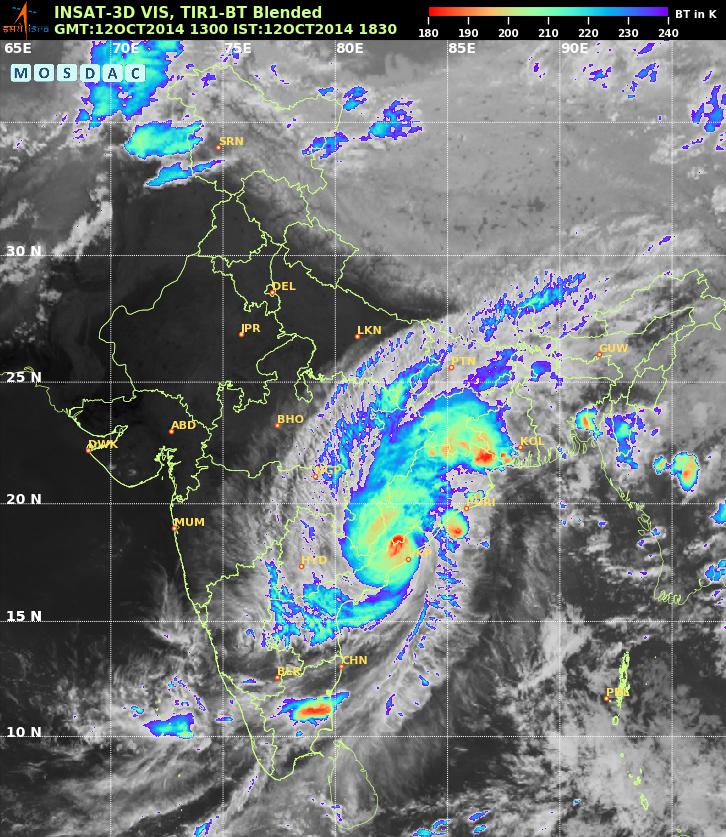 INSAT-3D VIS, TIR1-BT Blended
GMT:12OCT2014 1300 IST:12OCT2014 1830
BT in K
180 190 200 210 220 230 240
65E 70E 75E 80E 85E 90E
MOSDAC
SRN
30 N
DEL
JPR
LKN
GUW
PTN
25 N
BHO
ABD
DWK
KOL
NGP
20 N
PURI
MUM
HYD
15 N
CHN
BLR
PBL
10 N